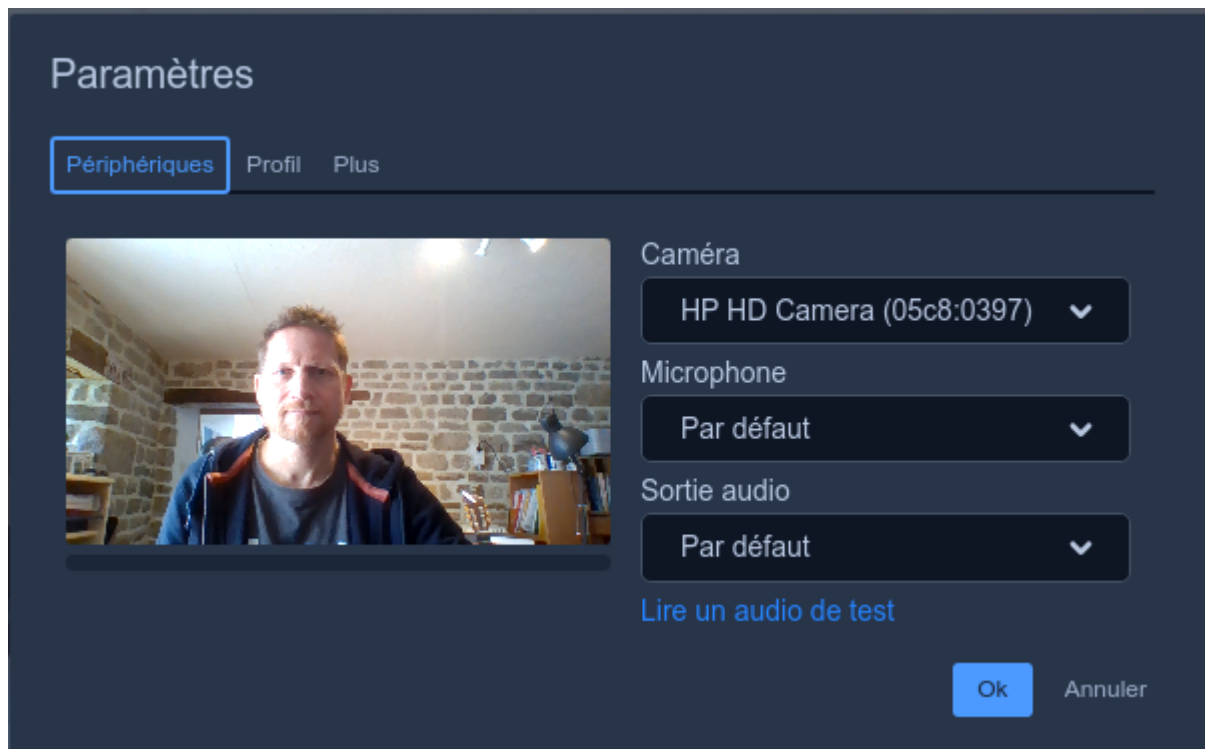 Paramètres
Périphériques Profil Plus
Caméra
HP HD Camera (05c8:0397)
Microphone
Par défaut
Sortie audio
Par défaut
Lire un audio de test
Ok Annuler